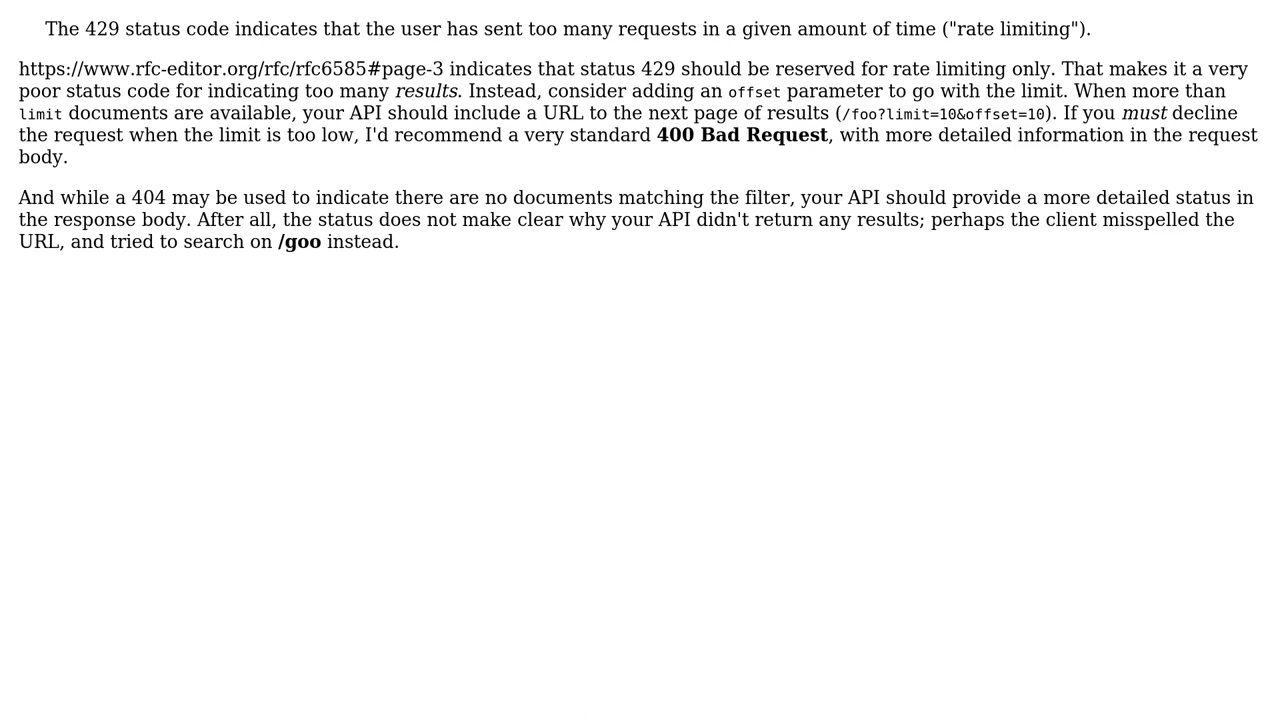 The 429 status code indicates that the user has sent too many requests in a given amount of time ("rate limiting").
https://www.rfc-editor.org/rfc/rfc6585#page-3 indicates that status 429 should be reserved for rate limiting only. That makes it a very
poor status code for indicating too many results. Instead, consider adding an offset parameter to go with the limit. When more than
limit documents are available, your API should include a URL to the next page of results (/foo?limit=10&offset=10). If you must decline
the request when the limit is too low, I'd recommend a very standard 400 Bad Request, with more detailed information in the request
body.
And while a 404 may be used to indicate there are no documents matching the filter, your API should provide a more detailed status in
the response body. After all, the status does not make clear why your API didn't return any results; perhaps the client misspelled the
URL, and tried to search on /goo instead.